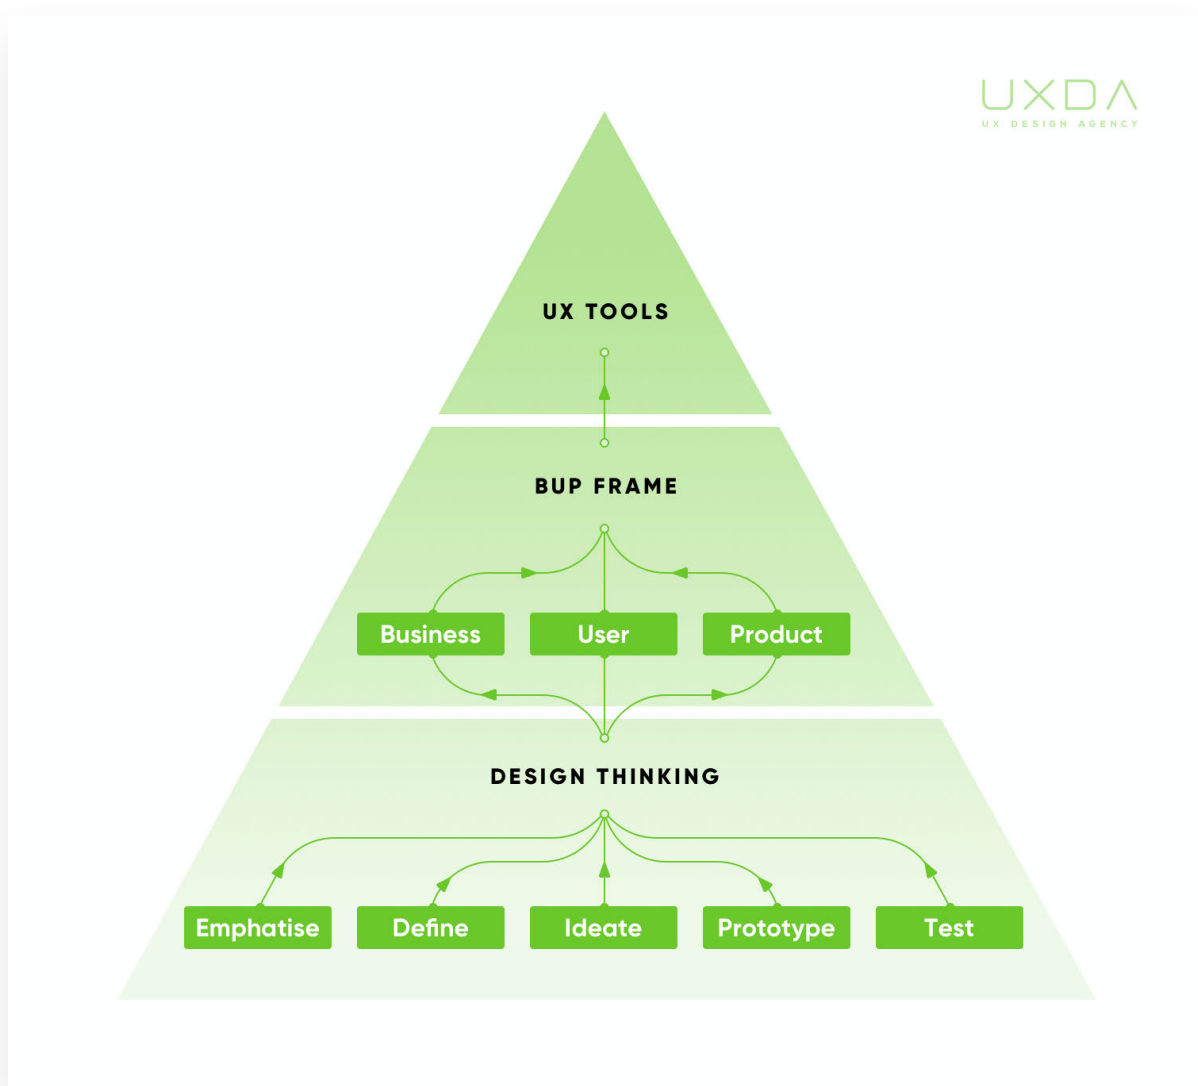 UXDA
UX DESIGN AGENCY
UX TOOLS
BUP FRAME
Business
User
Product
DESIGN THINKING
Emphatise
Define
Ideate
Prototype
Test